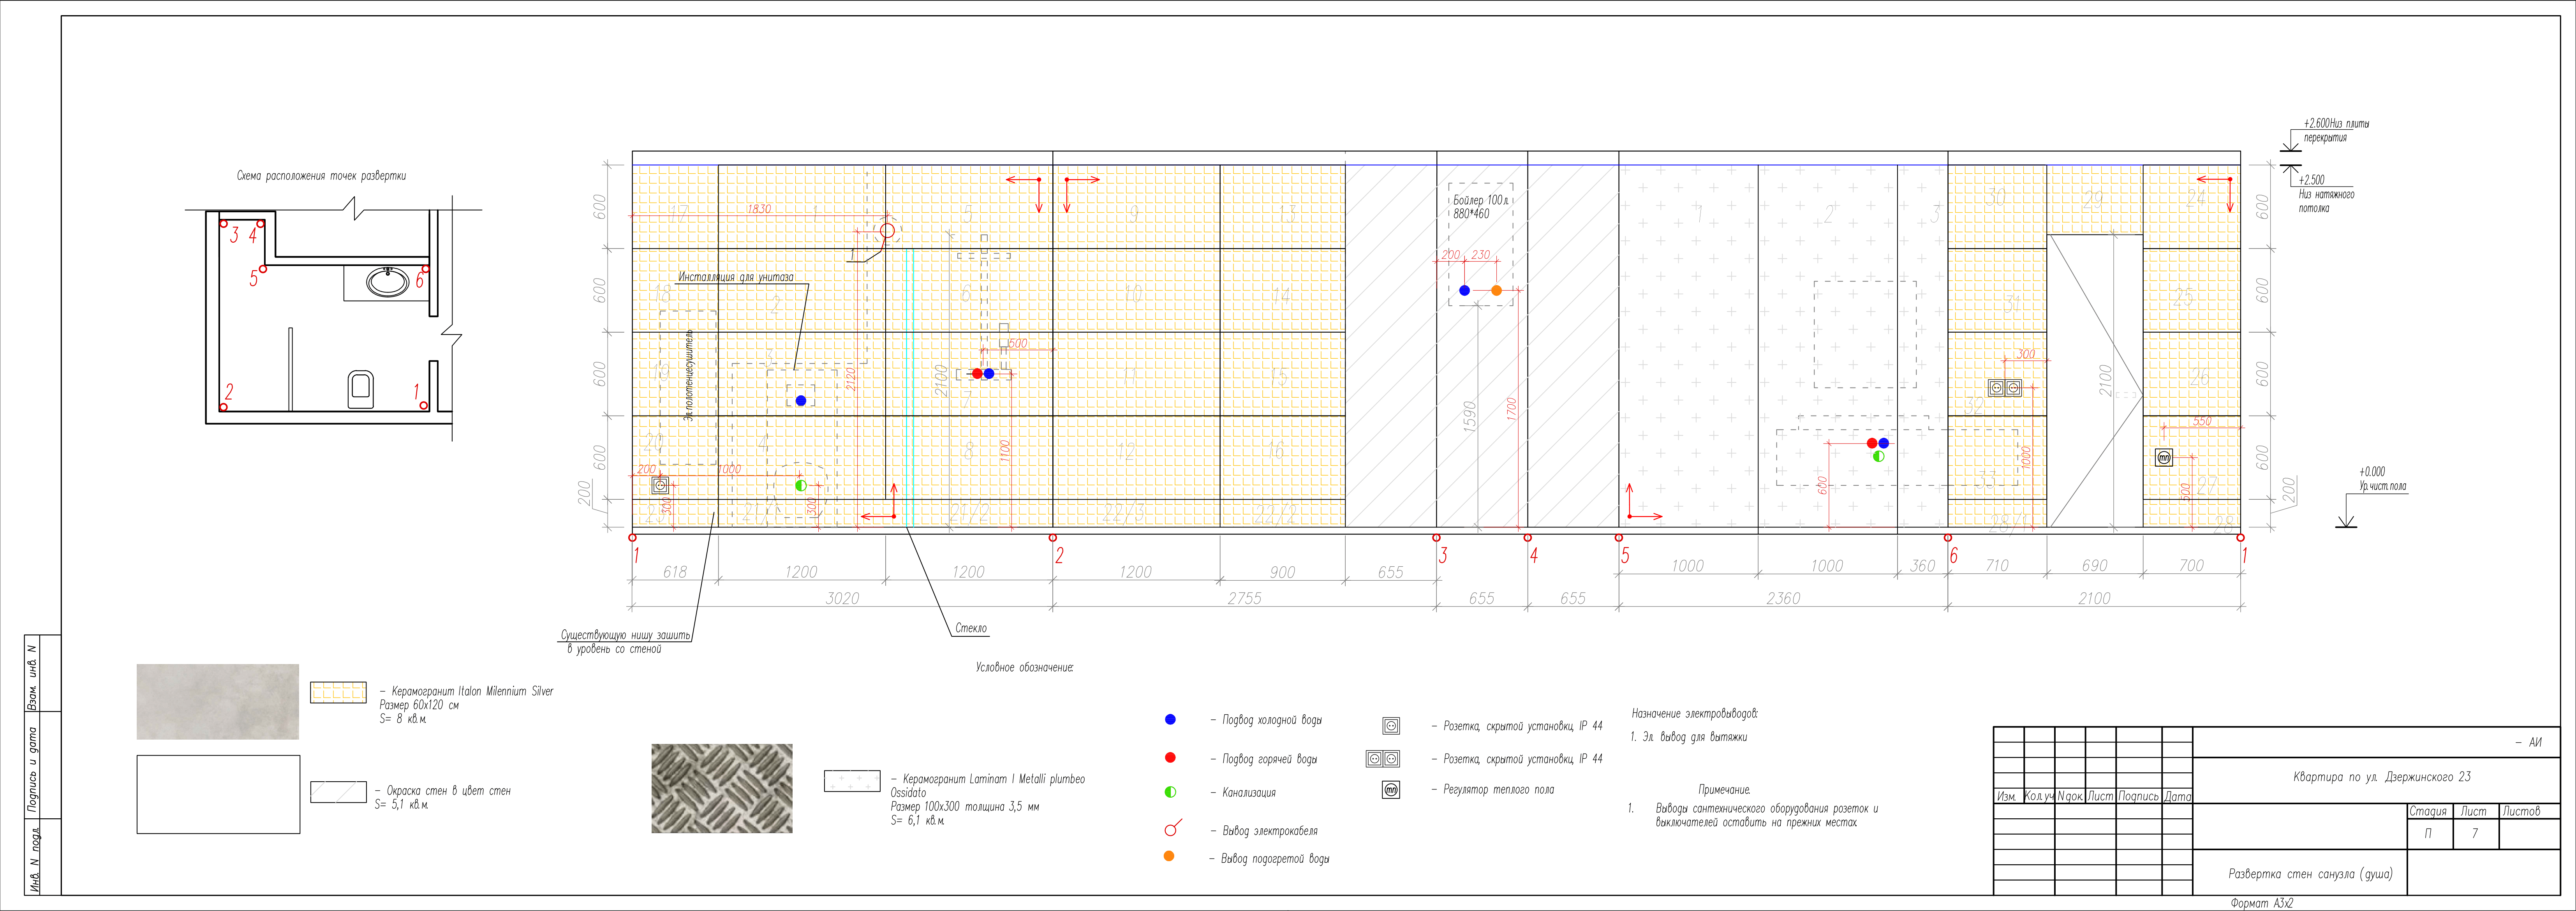 Схема расположения точек развертки
3 4
5
6
2
1
+2.600Низ плиты
перекрытия
+2.500
Низ натяжного
потолка
+0.000
Ур.чист.пола
600
600
600
600
200
17
1
5
9
13
18
2
6
10
14
19
3
7
11
15
20
4
8
12
16
23
21/2
22/3
22/2
1830
1
Инсталляция для унитаза
Эл.полотенцесушитель
2120
2100
500
1100
200
1000
300
300
Бойлер 100л.
880*460
200
230
1590
1700
1
2
3
600
30
29
24
31
25
32
26
33
27
28/1
28
300
1000
2100
550
500
600
600
600
600
200
1
2
3
4
5
6
1
618
1200
1200
1200
900
655
1000
1000
360
710
690
700
3020
2755
655
655
2360
2100
Существующую нишу зашить
в уровень со стеной
Стекло
Условное обозначение:
– Керамогранит Italon Milennium Silver
Размер 60х120 см
S= 8 кв.м.
– Окраска стен в цвет стен
S= 5,1 кв.м.
– Керамогранит Laminam I Metalli plumbeo
Ossidato
Размер 100х300 толщина 3,5 мм
S= 6,1 кв.м.
– Подвод холодной воды
– Подвод горячей воды
– Канализация
– Вывод электрокабеля
– Вывод подогретой воды
– Розетка, скрытой установки, IP 44
– Розетка, скрытой установки, IP 44
тп
– Регулятор теплого пола
Назначение электровыводов:
1. Эл. вывод для вытяжки
Примечание.
1. Выводы сантехнического оборудования розеток и
выключателей оставить на прежних местах.
Взам. инв. N
Подпись и дата
Инв. N подл.
– АИ
Квартира по ул. Дзержинского 23
Изм. Кол.уч N док. Лист Подпись Дата
Стадия Лист Листов
П 7
Развертка стен санузла (душа)
Формат А3х2